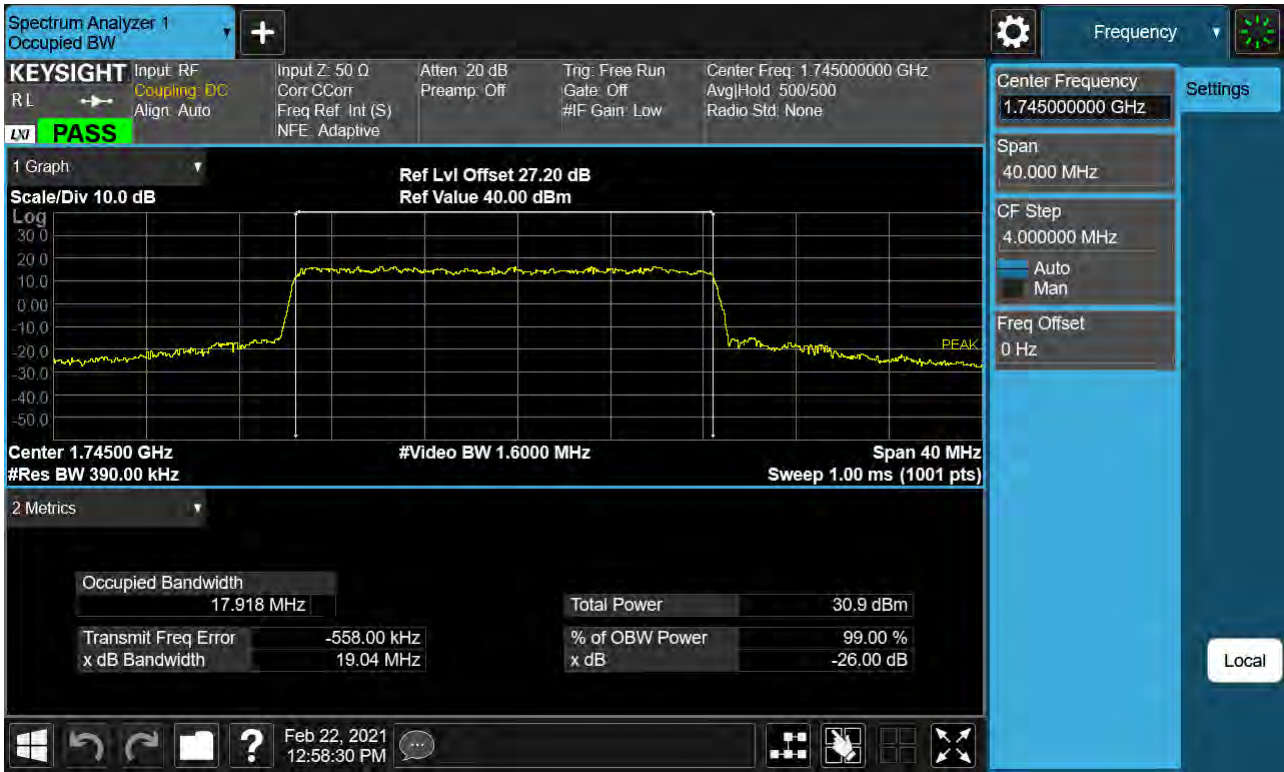 Spectrum Analyzer 1
Occupied BW
+
Frequency
KEYSIGHT
Input: RF
Coupling: DC
Align: Auto
Input Z: 50 Ω
Corr CCorr
Freq Ref: Int (S)
NFE: Adaptive
Atten: 20 dB
Preamp: Off
Trig: Free Run
Gate: Off
#IF Gain: Low
Center Freq: 1.745000000 GHz
Avg|Hold: 500/500
Radio Std: None
R L
LXI
PASS
Center Frequency
1.745000000 GHz
Settings
Span
40.000 MHz
CF Step
4.000000 MHz
Auto
Man
Freq Offset
0 Hz
1 Graph
Ref Lvl Offset 27.20 dB
Scale/Div 10.0 dB
Ref Value 40.00 dBm
Log
30.0
20.0
10.0
0.00
-10.0
-20.0
-30.0
-40.0
-50.0
PEAK
Center 1.74500 GHz
#Video BW 1.6000 MHz
Span 40 MHz
#Res BW 390.00 kHz
Sweep 1.00 ms (1001 pts)
2 Metrics
Occupied Bandwidth
17.918 MHz
Total Power 30.9 dBm
Transmit Freq Error -558.00 kHz
% of OBW Power 99.00 %
x dB Bandwidth 19.04 MHz
x dB -26.00 dB
Local
?
Feb 22, 2021
12:58:30 PM